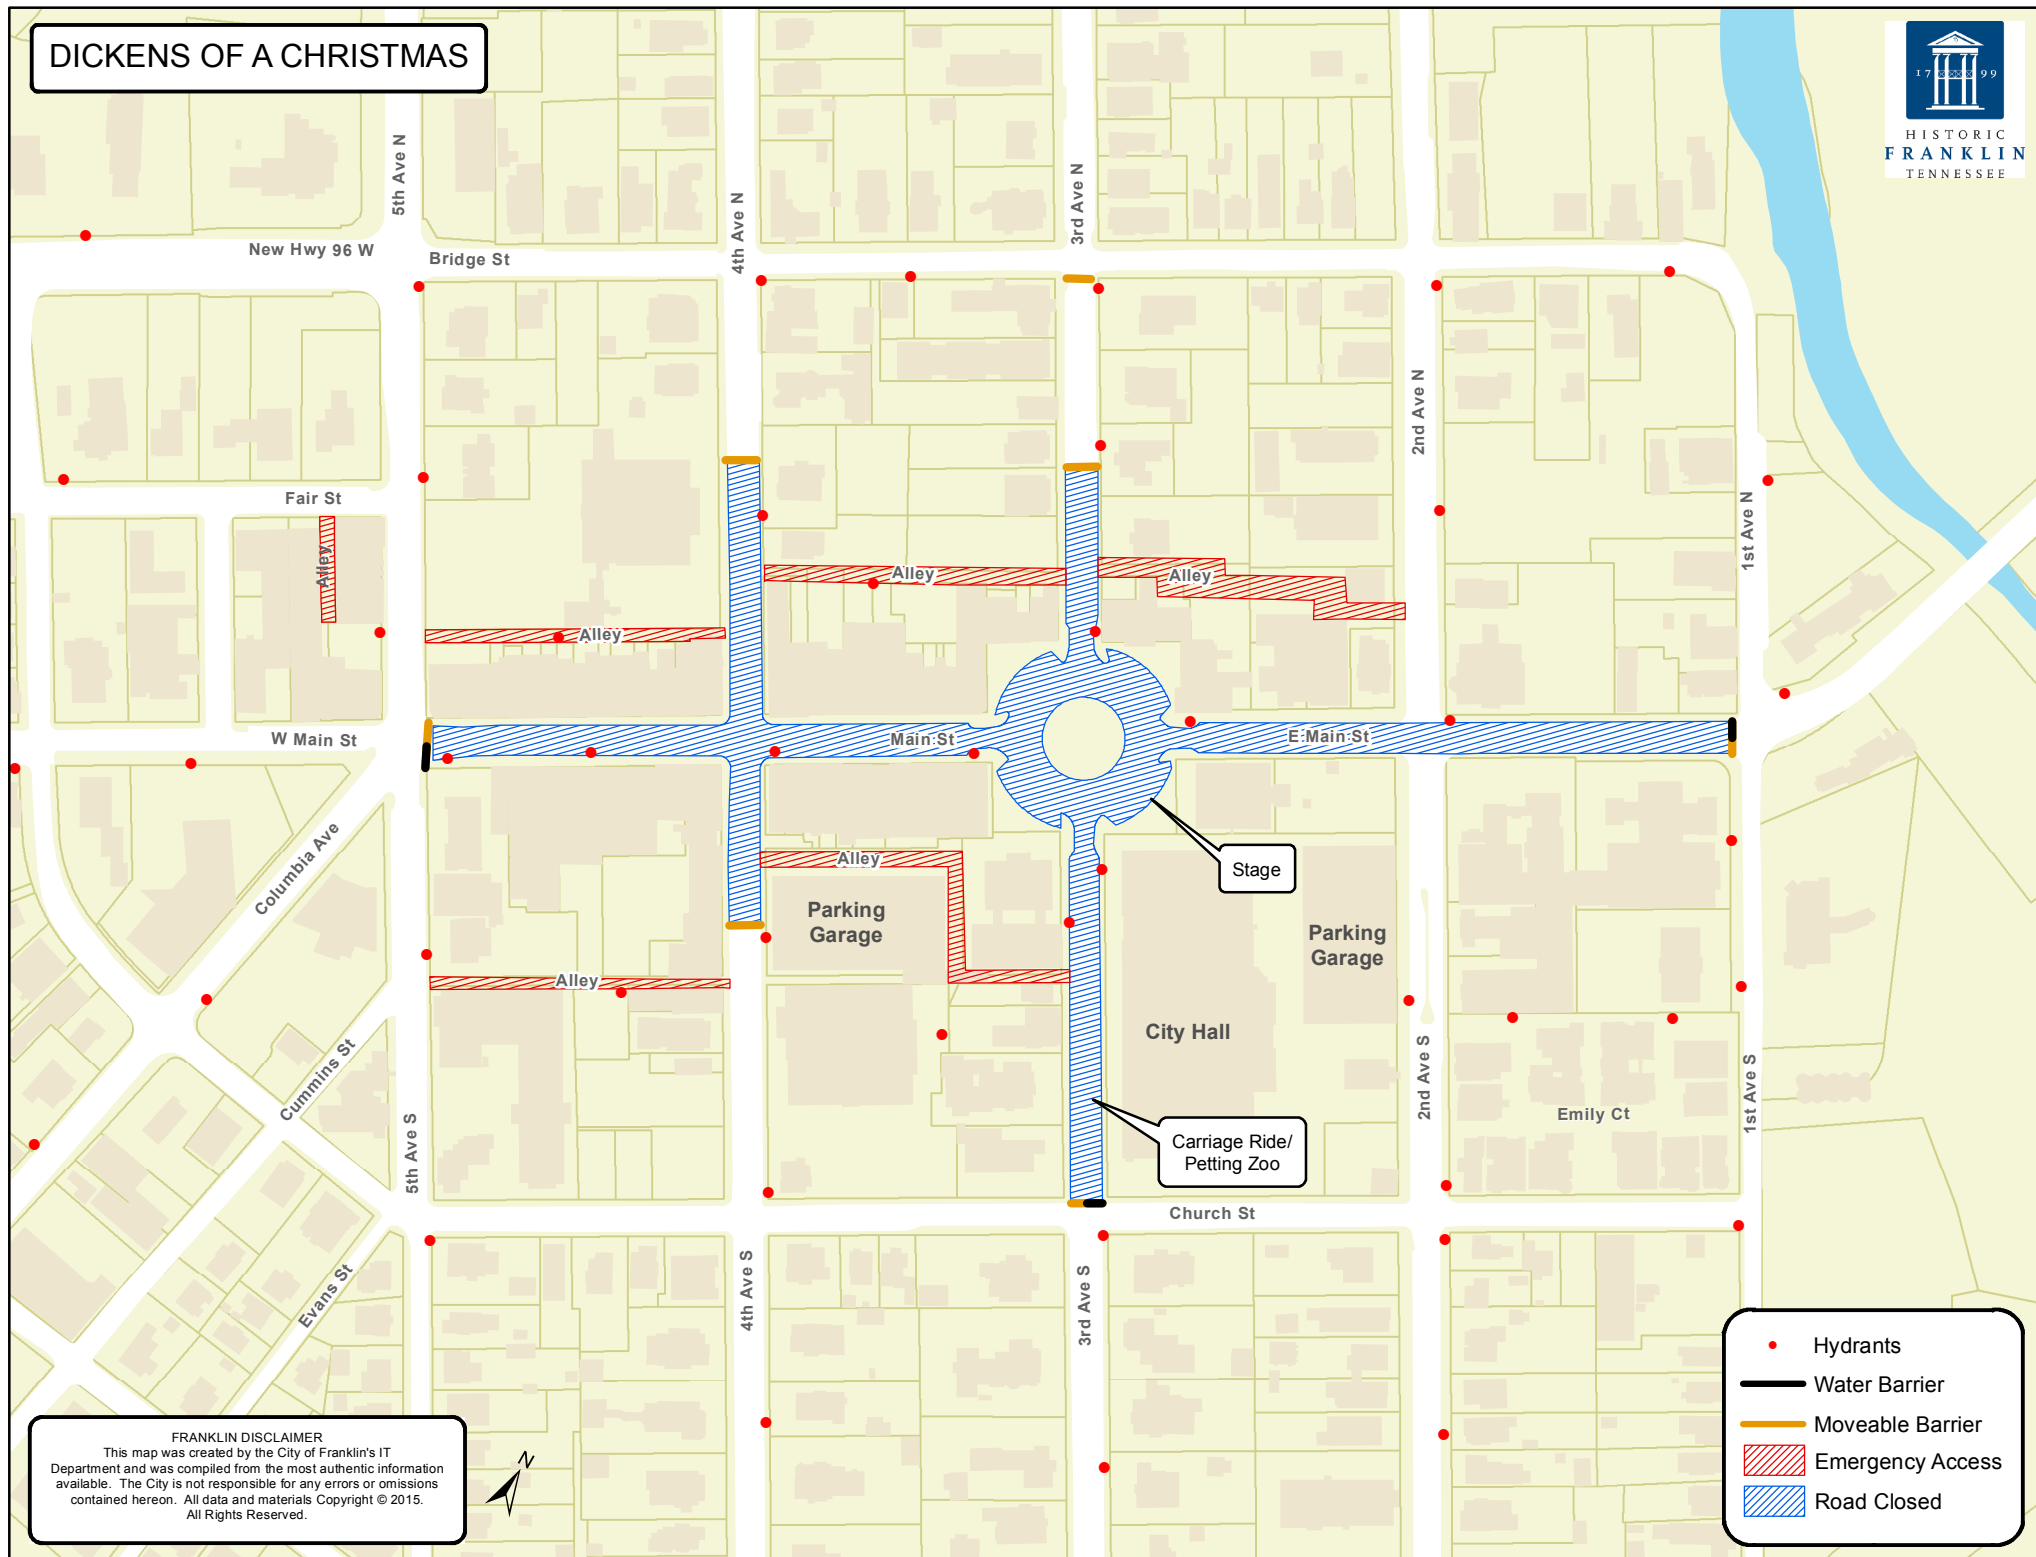 DICKENS OF A CHRISTMAS
17 99
HISTORIC
FRANKLIN
TENNESSEE
5th Ave N
4th Ave N
3rd Ave N
New Hwy 96 W
Bridge St
2nd Ave N
1st Ave N
Fair St
Alley
Alley
Alley
Alley
W Main St
Main St
E Main St
Columbia Ave
Alley
Stage
Parking
Garage
Parking
Garage
Alley
City Hall
Cummins St
2nd Ave S
1st Ave S
Emily Ct
5th Ave S
Carriage Ride/
Petting Zoo
Church St
Evans St
4th Ave S
3rd Ave S
Hydrants
Water Barrier
Moveable Barrier
Emergency Access
Road Closed
N
FRANKLIN DISCLAIMER
This map was created by the City of Franklin's IT
Department and was compiled from the most authentic information
available. The City is not responsible for any errors or omissions
contained hereon. All data and materials Copyright © 2015.
All Rights Reserved.